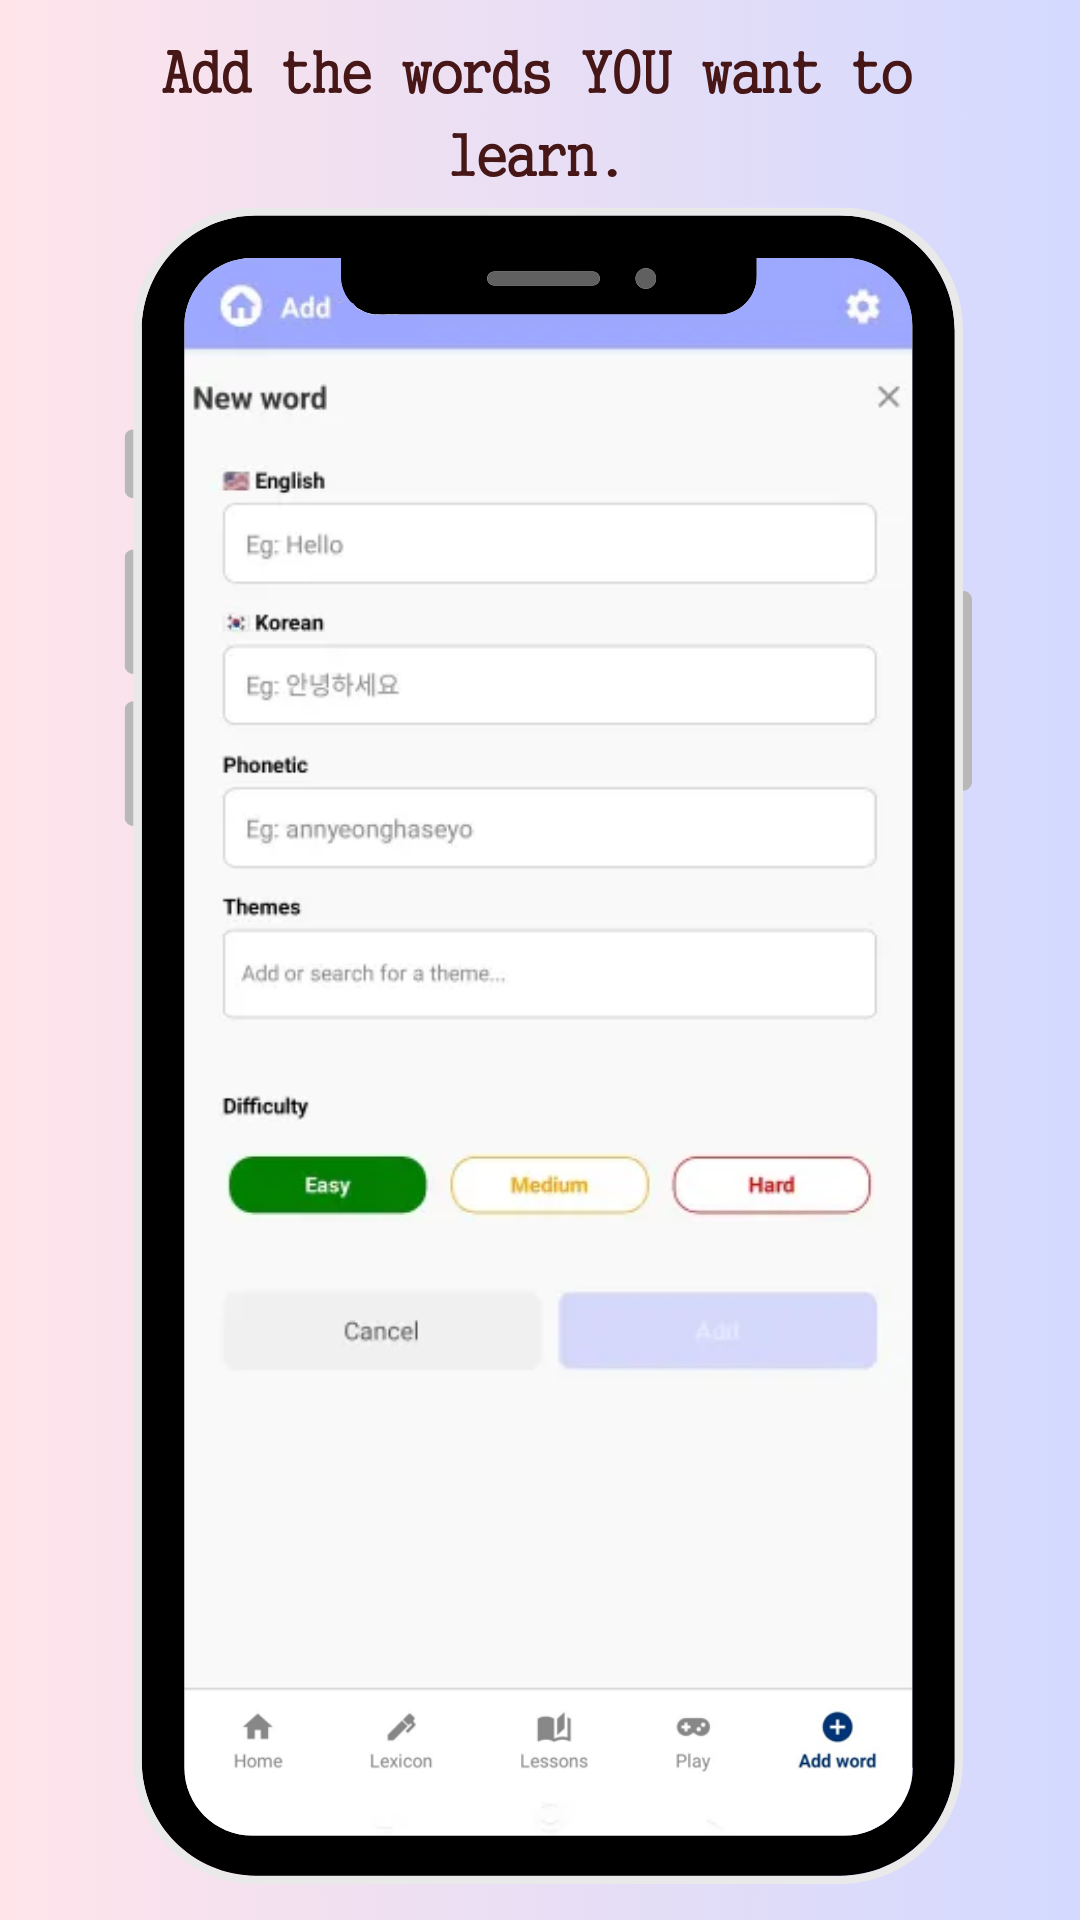 Add the words YOU want to
learn.
Add
New word
English
Eg: Hello
Korean
Eg: 안녕하세요
Phonetic
Eg: annyeonghaseyo
Themes
Add or search for a theme...
Difficulty
Easy
Medium
Hard
Cancel
Add
Home
Lexicon
Lessons
Play
Add word